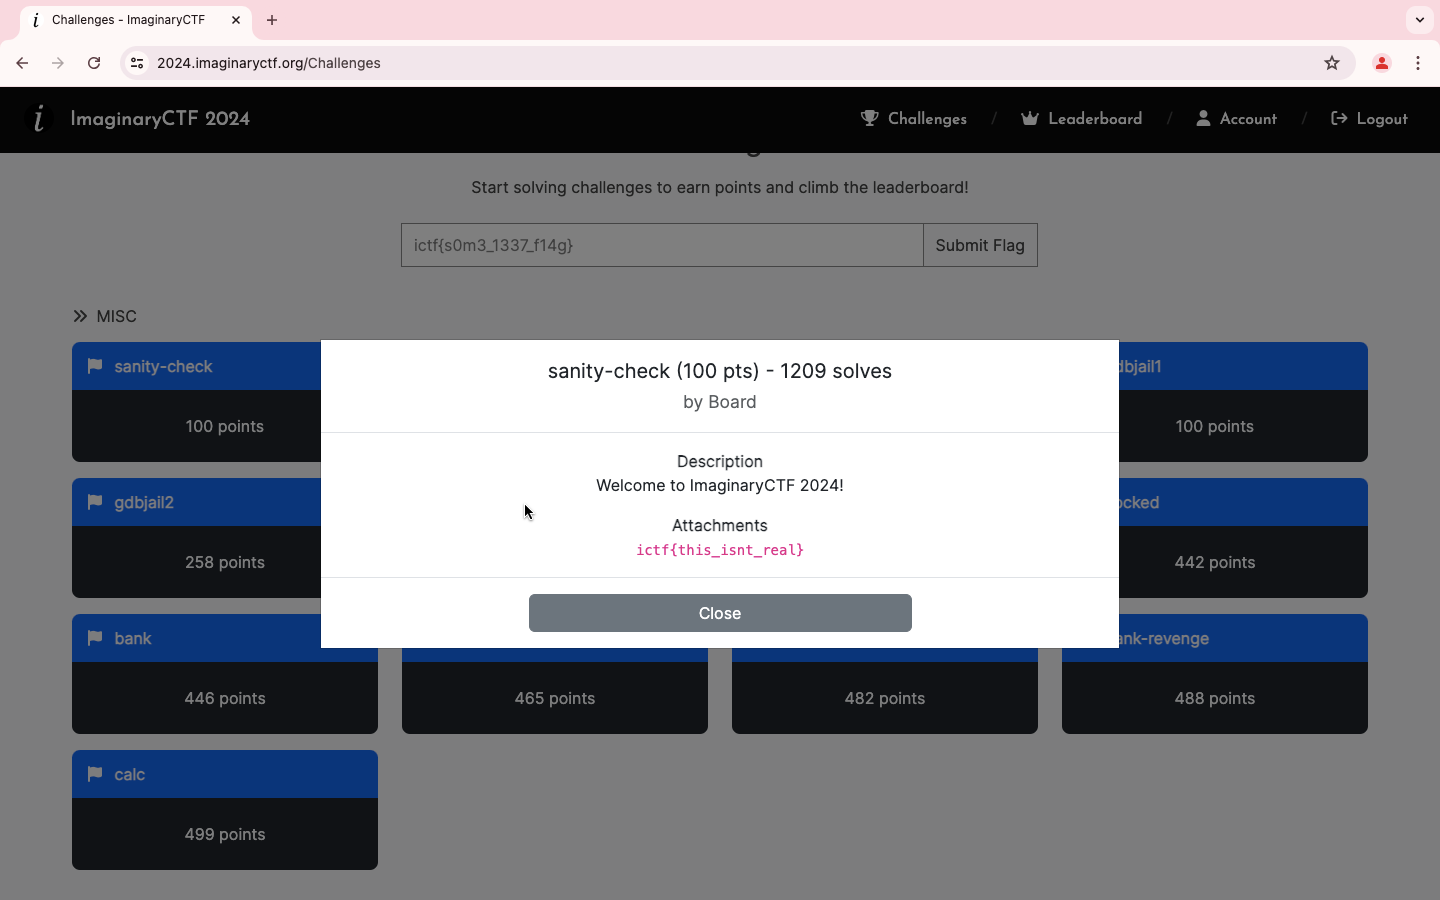 Challenges - ImaginaryCTF
2024.imaginaryctf.org/Challenges
i ImaginaryCTF 2024
Challenges / Leaderboard / Account / Logout
Start solving challenges to earn points and climb the leaderboard!
ictf{s0m3_1337_f14g} Submit Flag
MISC
sanity-check
100 points
dbjail1
100 points
sanity-check (100 pts) - 1209 solves
by Board
Description
Welcome to ImaginaryCTF 2024!
Attachments
ictf{this_isnt_real}
Close
gdbjail2
258 points
ocked
442 points
bank
446 points
465 points
482 points
ank-revenge
488 points
calc
499 points